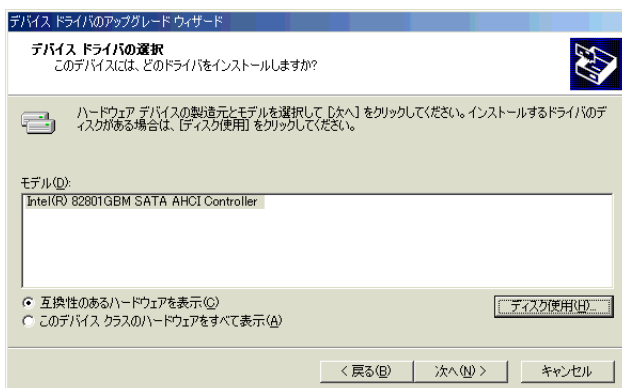 デバイス ドライバのアップグレード ウィザード
デバイス ドライバの選択
このデバイスには、どのドライバをインストールしますか?
ハードウェア デバイスの製造元とモデルを選択して [次へ] をクリックしてください。インストールするドライバのデ
ィスクがある場合は、[ディスク使用] をクリックしてください。
モデル(D):
Intel(R) 82801GBM SATA AHCI Controller
互換性のあるハードウェアを表示(C)
このデバイス クラスのハードウェアをすべて表示(A)
ディスク使用(H)...
< 戻る(B)
次へ(N) >
キャンセル